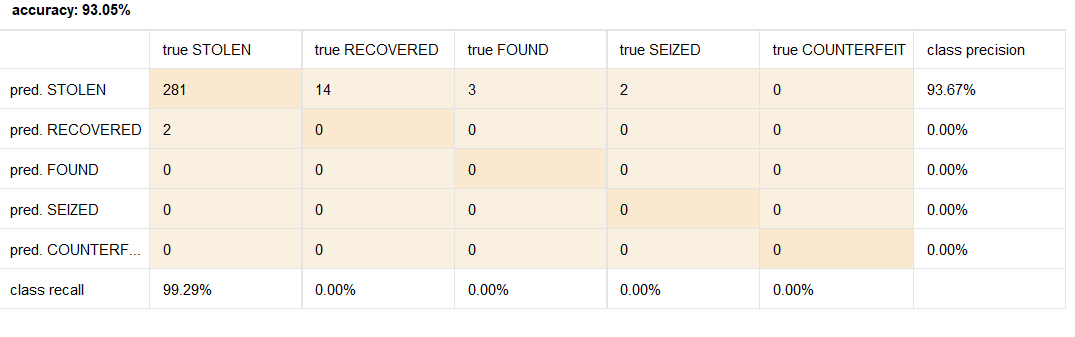 accuracy: 93.05%
true STOLEN true RECOVERED true FOUND true SEIZED true COUNTERFEIT class precision
pred. STOLEN 281 14 3 2 0 93.67%
pred. RECOVERED 2 0 0 0 0 0.00%
pred. FOUND 0 0 0 0 0 0.00%
pred. SEIZED 0 0 0 0 0 0.00%
pred. COUNTERF... 0 0 0 0 0 0.00%
class recall 99.29% 0.00% 0.00% 0.00% 0.00%